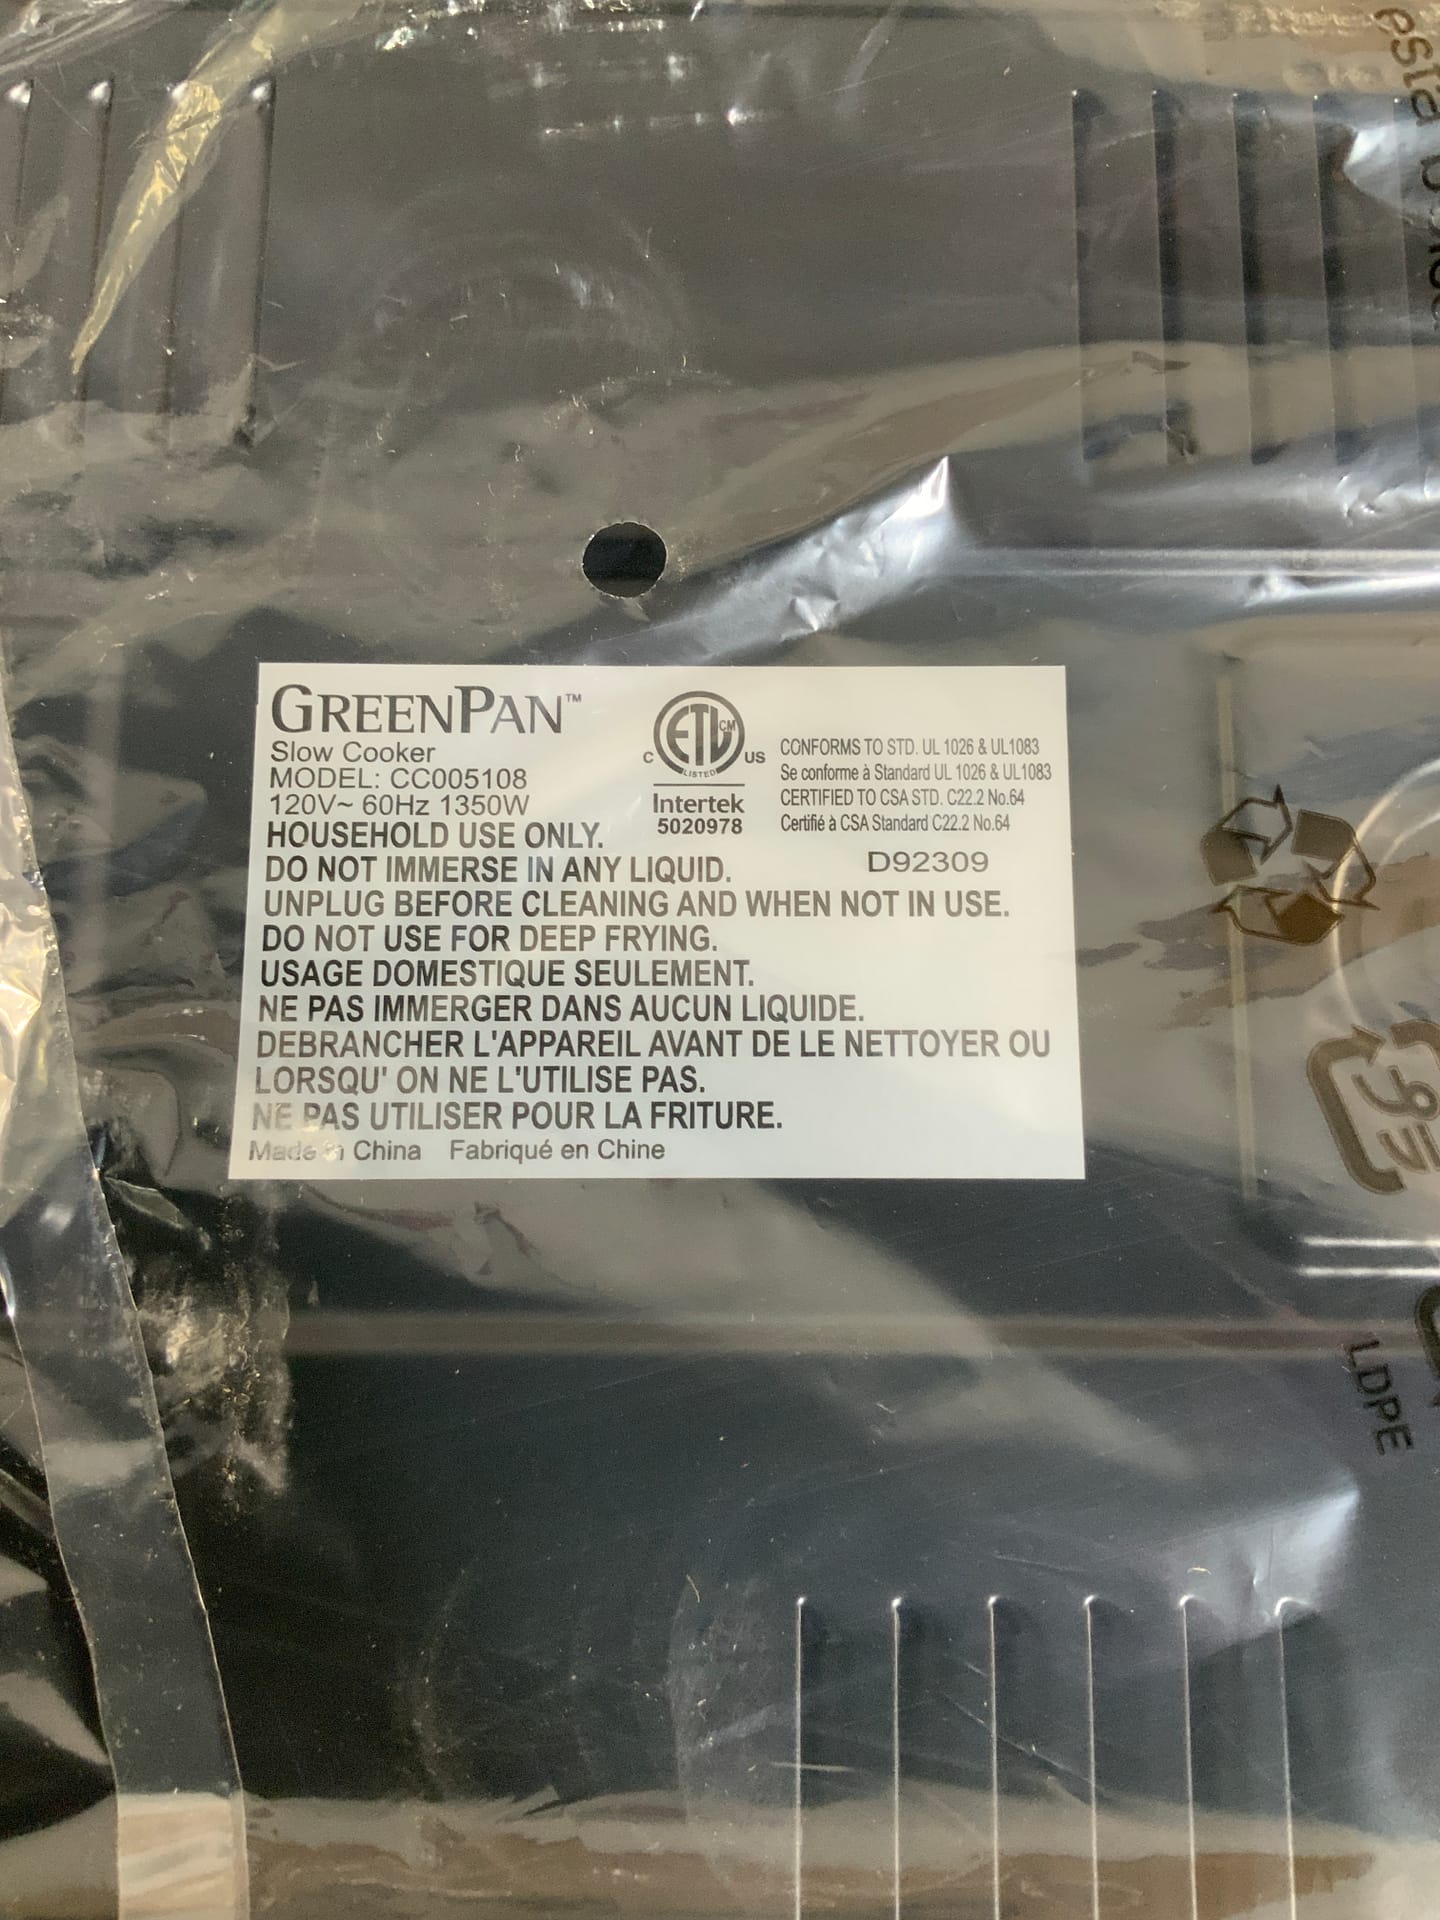 GREENPAN™
Slow Cooker
MODEL: CC005108
120V~ 60Hz 1350W
HOUSEHOLD USE ONLY.
DO NOT IMMERSE IN ANY LIQUID.
UNPLUG BEFORE CLEANING AND WHEN NOT IN USE.
DO NOT USE FOR DEEP FRYING.
USAGE DOMESTIQUE SEULEMENT.
NE PAS IMMERGER DANS AUCUN LIQUIDE.
DEBRANCHER L'APPAREIL AVANT DE LE NETTOYER OU
LORSQU' ON NE L'UTILISE PAS.
NE PAS UTILISER POUR LA FRITURE.
Made in China Fabriqué en Chine
C ETL CM US
LISTED
Intertek
5020978
CONFORMS TO STD. UL 1026 & UL1083
Se conforme à Standard UL 1026 & UL1083
CERTIFIED TO CSA STD. C22.2 No.64
Certifié à CSA Standard C22.2 No.64
D92309
esta
プラ
LDPE